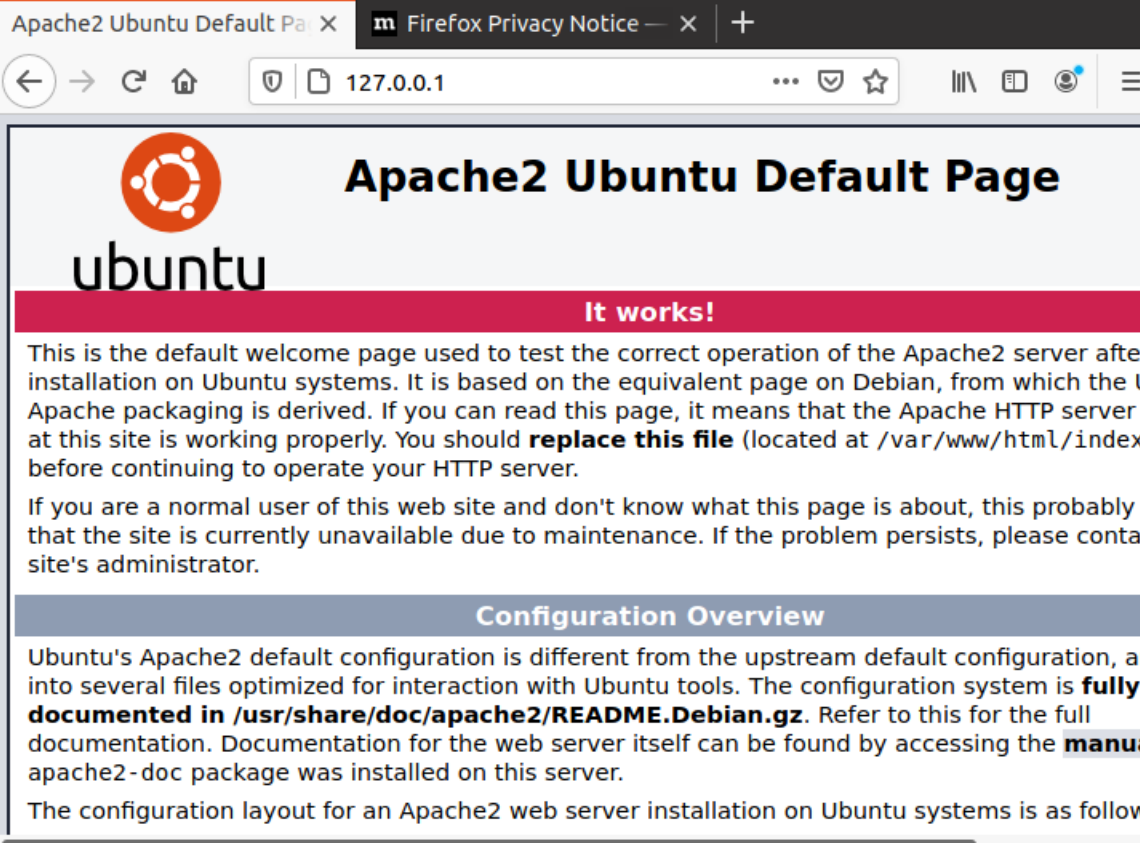 Apache2 Ubuntu Default Pa
Firefox Privacy Notice —
127.0.0.1
ubuntu
Apache2 Ubuntu Default Page
It works!
This is the default welcome page used to test the correct operation of the Apache2 server afte
installation on Ubuntu systems. It is based on the equivalent page on Debian, from which the U
Apache packaging is derived. If you can read this page, it means that the Apache HTTP server
at this site is working properly. You should replace this file (located at /var/www/html/index
before continuing to operate your HTTP server.
If you are a normal user of this web site and don't know what this page is about, this probably
that the site is currently unavailable due to maintenance. If the problem persists, please conta
site's administrator.
Configuration Overview
Ubuntu's Apache2 default configuration is different from the upstream default configuration, a
into several files optimized for interaction with Ubuntu tools. The configuration system is fully
documented in /usr/share/doc/apache2/README.Debian.gz. Refer to this for the full
documentation. Documentation for the web server itself can be found by accessing the manua
apache2-doc package was installed on this server.
The configuration layout for an Apache2 web server installation on Ubuntu systems is as follow